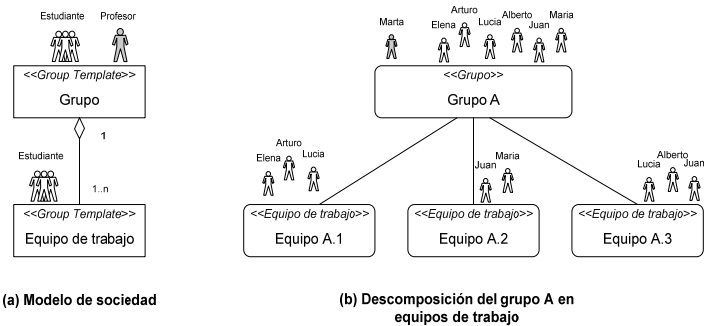 Estudiante
Profesor
<<Group Template>>
Grupo
1
Estudiante
1..n
<<Group Template>>
Equipo de trabajo
(a) Modelo de sociedad
Marta
Elena
Arturo
Lucia
Alberto
Juan
Maria
<<Grupo>>
Grupo A
Elena
Arturo
Lucia
<<Equipo de trabajo>>
Equipo A.1
Juan
Maria
<<Equipo de trabajo>>
Equipo A.2
Lucia
Alberto
Juan
<<Equipo de trabajo>>
Equipo A.3
(b) Descomposición del grupo A en
equipos de trabajo